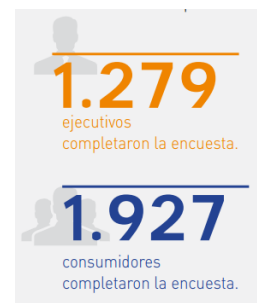 1.279
ejecutivos
completaron la encuesta.
1.927
consumidores
completaron la encuesta.